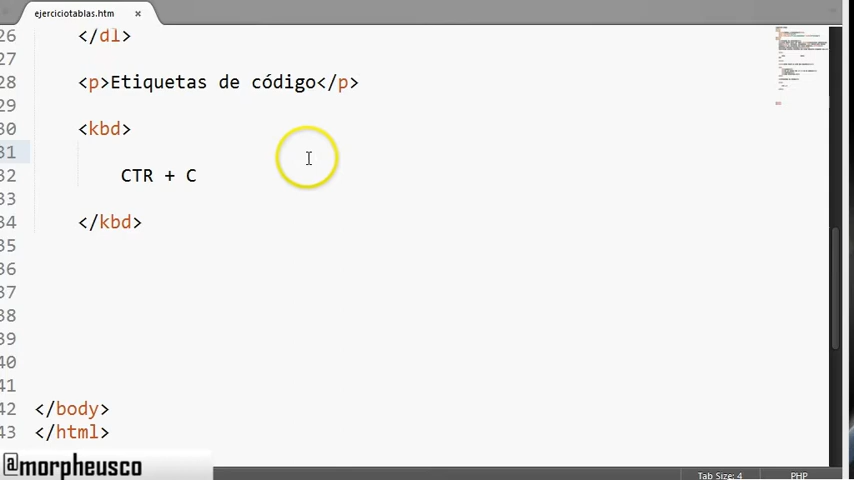 ejerciciotablas.htm ×
26 </dl>
27
28 <p>Etiquetas de código</p>
29
30 <kbd>
31
32 CTR + C
33
34 </kbd>
35
36
37
38
39
40
41
42 </body>
43 </html>
@morpheusco
Tab Size: 4 PHP